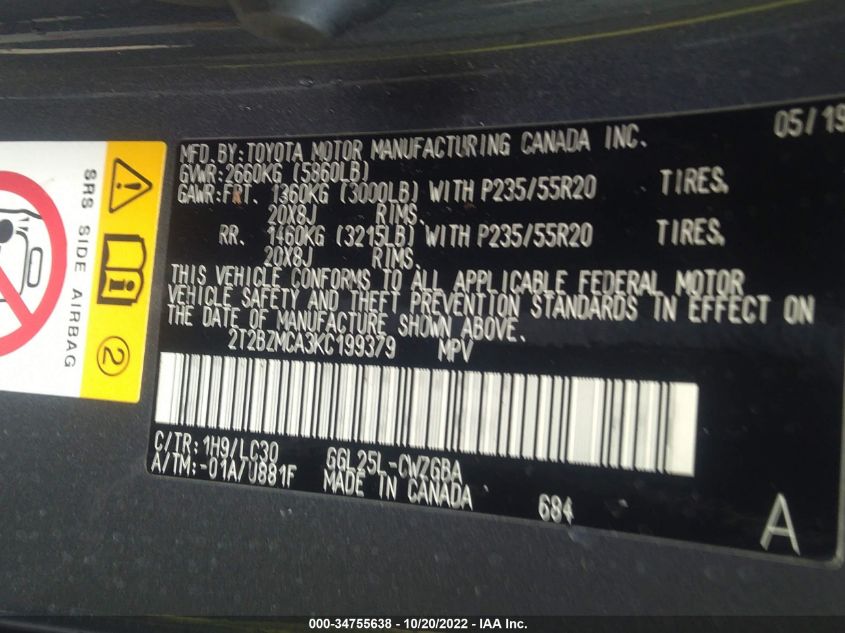 05/19
MFD.BY:TOYOTA MOTOR MANUFACTURING CANADA INC.
GVWR:2660KG (5860LB)
GAWR:FRT. 1360KG (3000LB) WITH P235/55R20 TIRES,
20X8J RIMS.
RR. 1460KG (3215LB) WITH P235/55R20 TIRES,
20X8J RIMS.
THIS VEHICLE CONFORMS TO ALL APPLICABLE FEDERAL MOTOR
VEHICLE SAFETY AND THEFT PREVENTION STANDARDS IN EFFECT ON
THE DATE OF MANUFACTURE SHOWN ABOVE.
2T2BZMCA3KC199379 MPV
C/TR: 1H9/LC30 GGL25L-CWZGBA
A/TM:-01A/U881F MADE IN CANADA 684
A
SRS SIDE AIRBAG
2
000-34755638 - 10/20/2022 - IAA Inc.